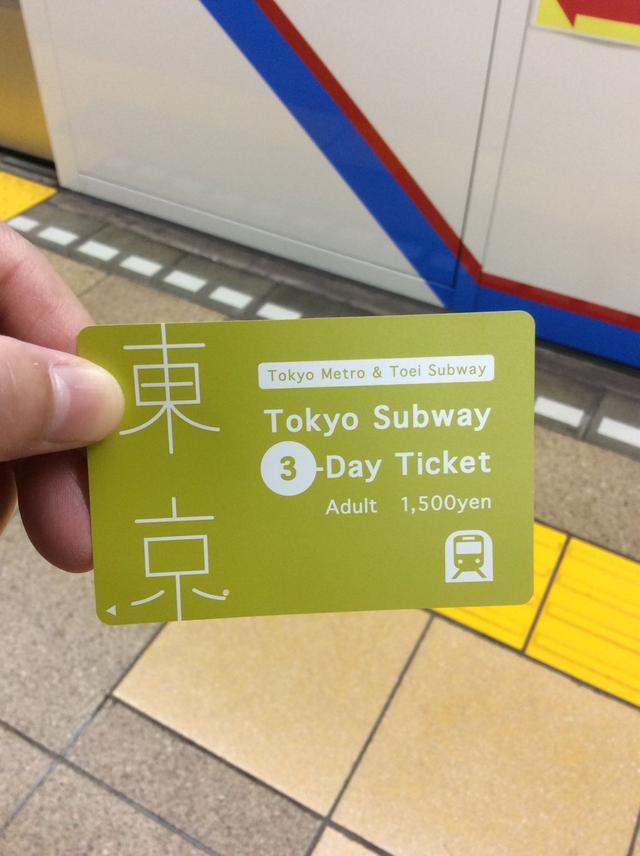 東京
Tokyo Metro & Toei Subway
Tokyo Subway
3-Day Ticket
Adult 1,500yen